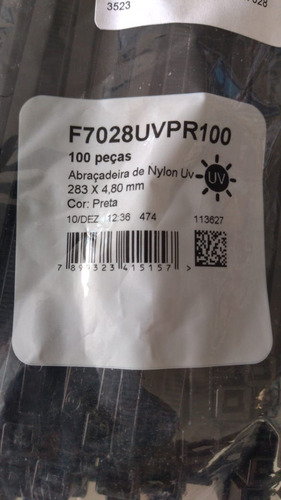 3523
7028
F7028UVPR100
100 peças
Abraçadeira de Nylon Uv
UV
283 X 4,80 mm
Cor: Preta
10/DEZ 12:36 474
113627
7 899323 415157 >